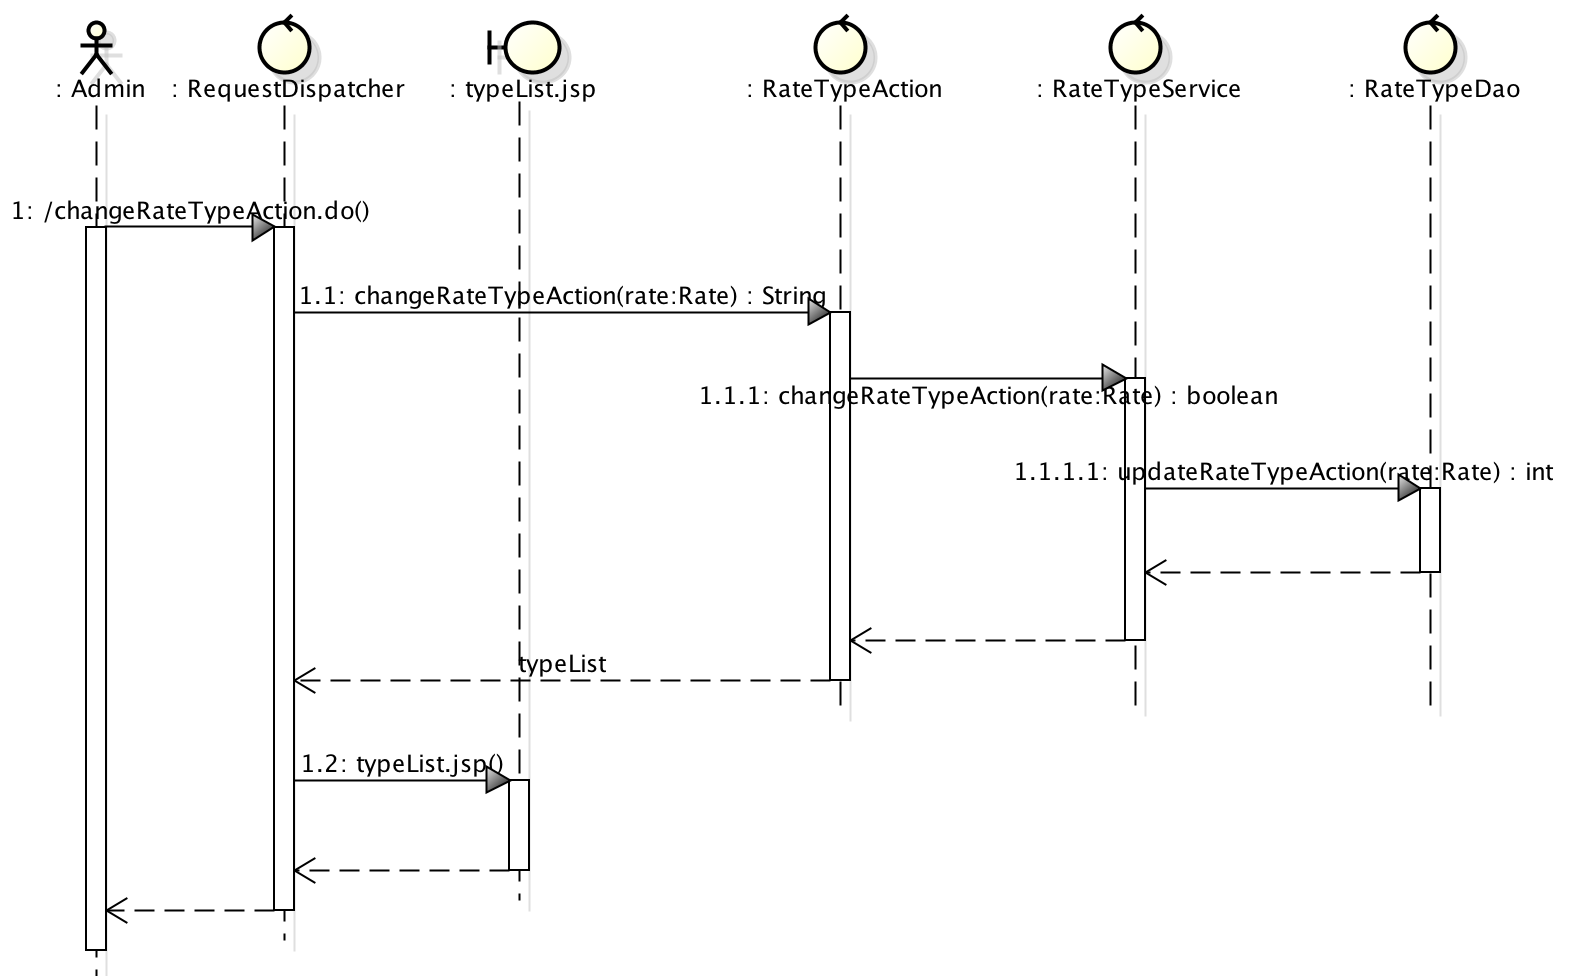 : Admin
: RequestDispatcher
: typeList.jsp
: RateTypeAction
: RateTypeService
: RateTypeDao
1: /changeRateTypeAction.do()
1.1: changeRateTypeAction(rate:Rate) : String
1.1.1: changeRateTypeAction(rate:Rate) : boolean
1.1.1.1: updateRateTypeAction(rate:Rate) : int
typeList
1.2: typeList.jsp()